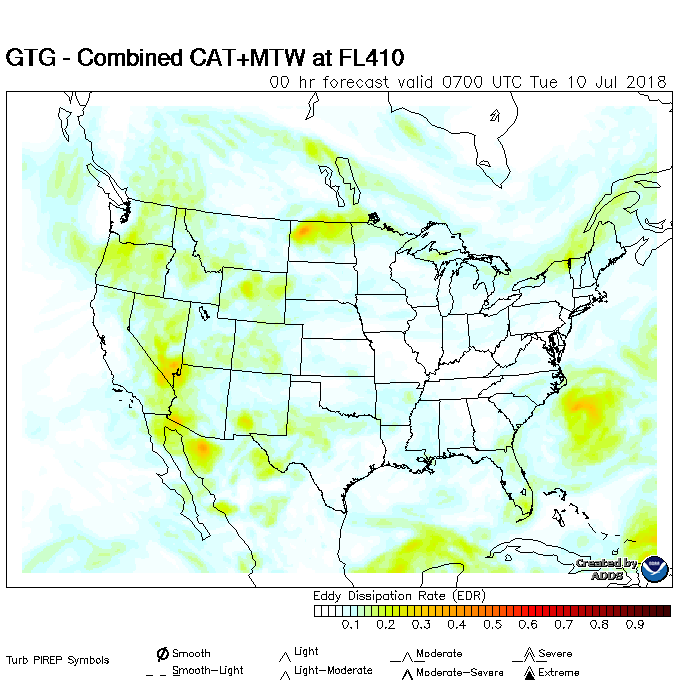 GTG - Combined CAT+MTW at FL410
00 hr forecast valid 0700 UTC Tue 10 Jul 2018
Created by
ADDS
Eddy Dissipation Rate (EDR)
0.1 0.2 0.3 0.4 0.5 0.6 0.7 0.8 0.9
Turb PIREP Symbols
Smooth Light Moderate Severe
Smooth-Light Light-Moderate Moderate-Severe Extreme